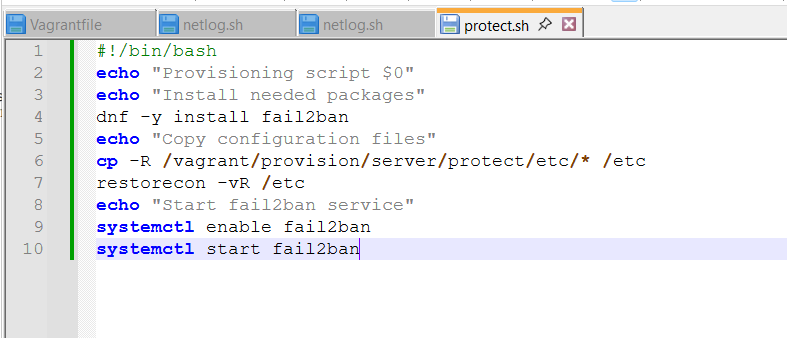 Vagrantfile netlog.sh netlog.sh protect.sh
1 #!/bin/bash
2 echo "Provisioning script $0"
3 echo "Install needed packages"
4 dnf -y install fail2ban
5 echo "Copy configuration files"
6 cp -R /vagrant/provision/server/protect/etc/* /etc
7 restorecon -vR /etc
8 echo "Start fail2ban service"
9 systemctl enable fail2ban
10 systemctl start fail2ban